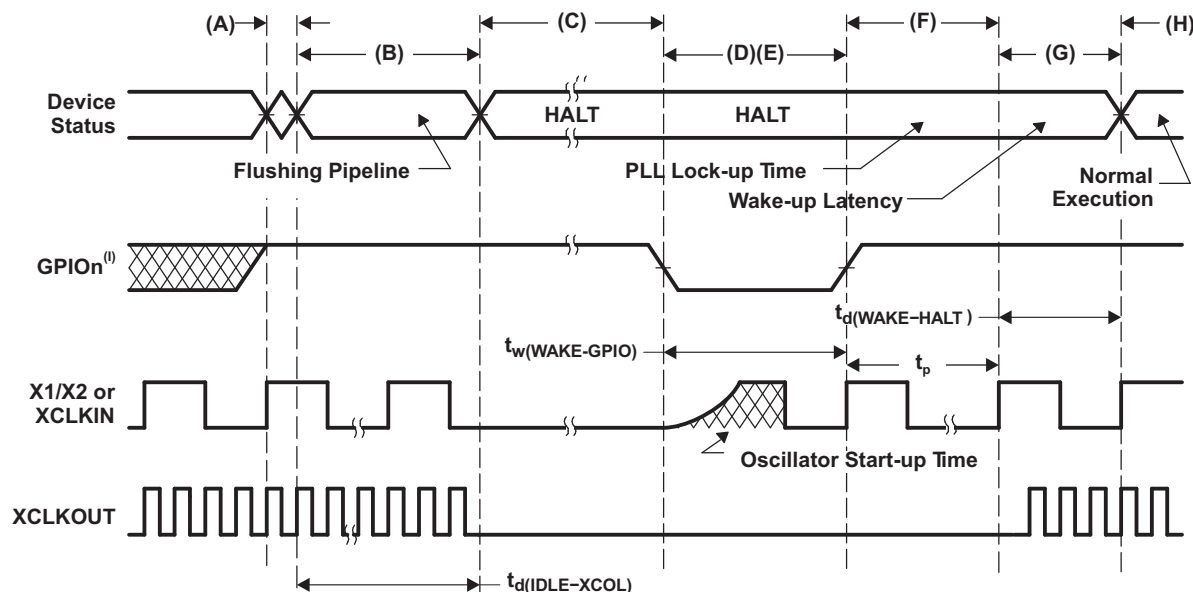 (A)
(B)
(C)
(D)(E)
(F)
(G)
(H)
Device
Status
HALT
HALT
Flushing Pipeline
PLL Lock-up Time
Wake-up Latency
Normal
Execution
GPIOn(I)
td(WAKE−HALT )
tw(WAKE-GPIO)
tp
X1/X2 or
XCLKIN
Oscillator Start-up Time
XCLKOUT
td(IDLE−XCOL)